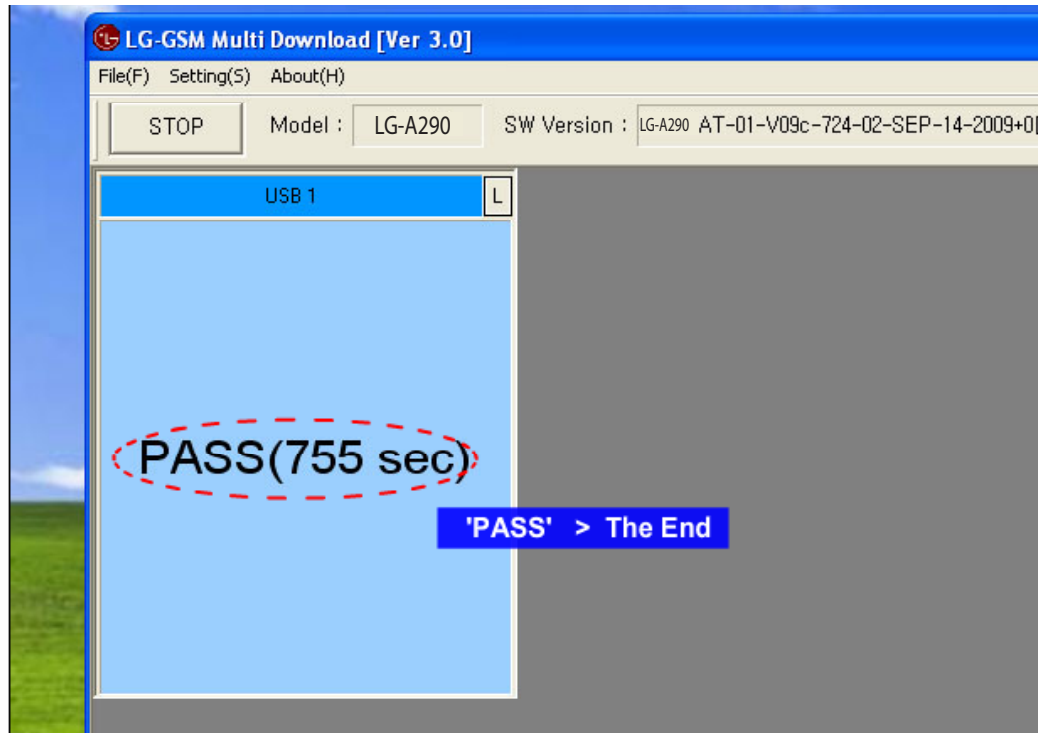 LG-GSM Multi Download [Ver 3.0]
File(F) Setting(S) About(H)
STOP Model : LG-A290 SW Version : LG-A290 AT-01-V09c-724-02-SEP-14-2009+0
USB 1 L
PASS(755 sec)
'PASS' > The End